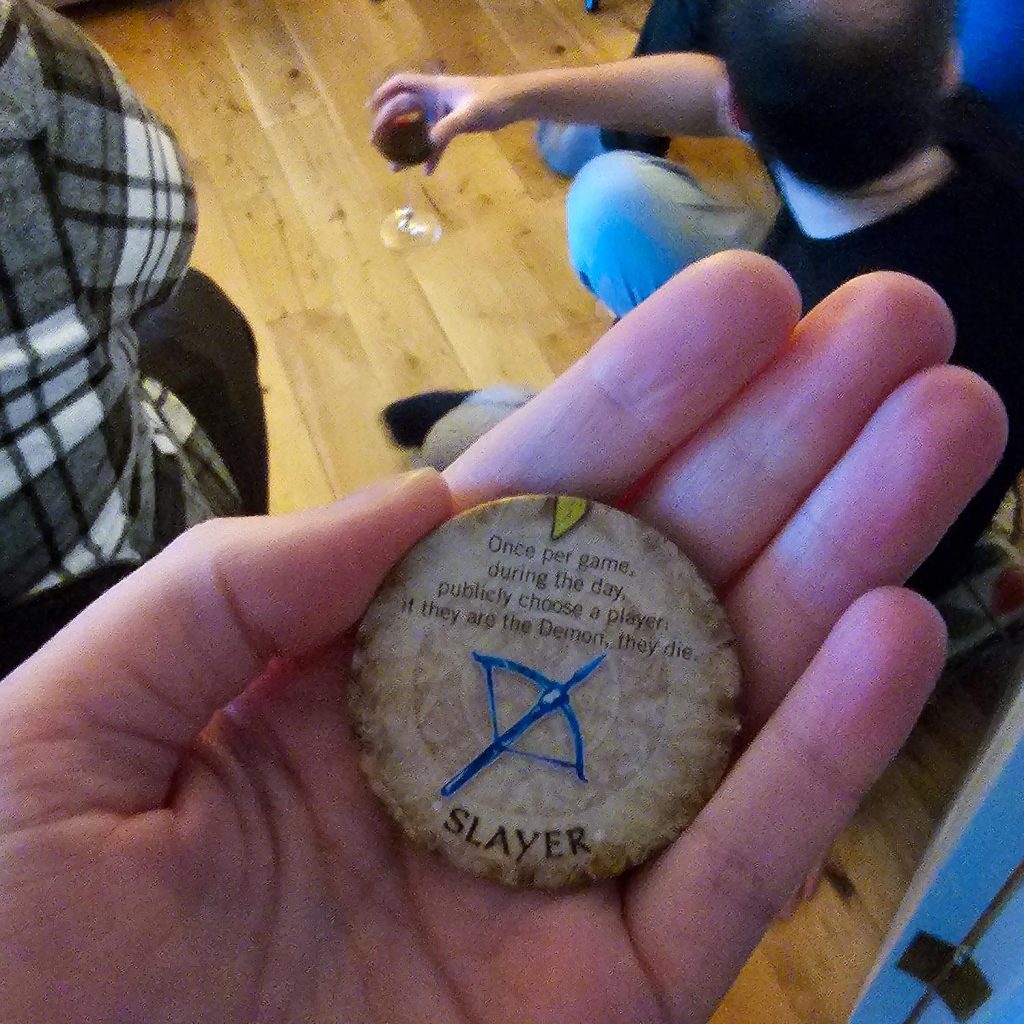 Once per game,
during the day,
publicly choose a player:
if they are the Demon, they die.
SLAYER